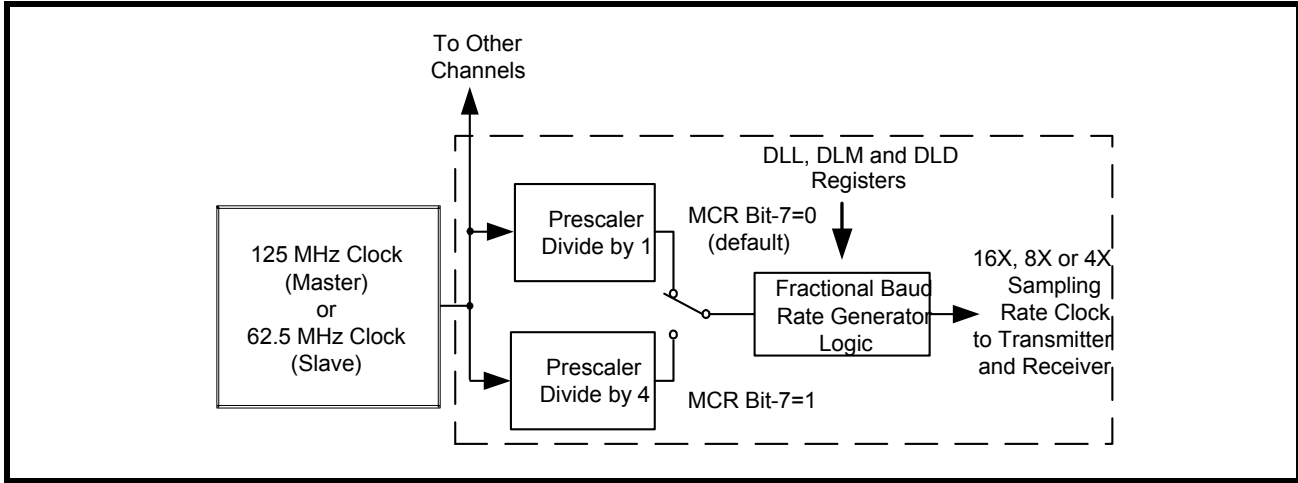 To Other
Channels
DLL, DLM and DLD
Registers
125 MHz Clock
(Master)
or
62.5 MHz Clock
(Slave)
Prescaler
Divide by 1
MCR Bit-7=0
(default)
Fractional Baud
Rate Generator
Logic
16X, 8X or 4X
Sampling
Rate Clock
to Transmitter
and Receiver
Prescaler
Divide by 4
MCR Bit-7=1